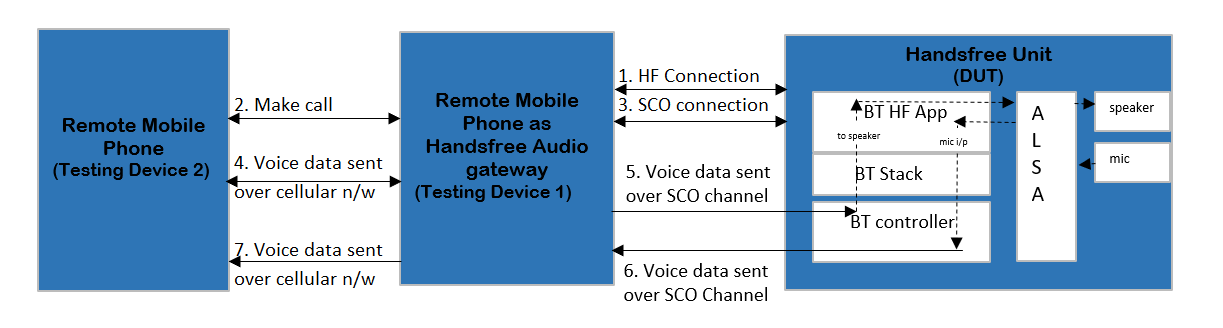 Remote Mobile
Phone
(Testing Device 2)
2. Make call
4. Voice data sent
over cellular n/w
7. Voice data sent
over cellular n/w
Remote Mobile
Phone as
Handsfree Audio
gateway
(Testing Device 1)
1. HF Connection
3. SCO connection
5. Voice data sent
over SCO channel
6. Voice data sent
over SCO Channel
Handsfree Unit
(DUT)
BT HF App
to speaker
mic i/p
BT Stack
BT controller
A
L
S
A
speaker
mic